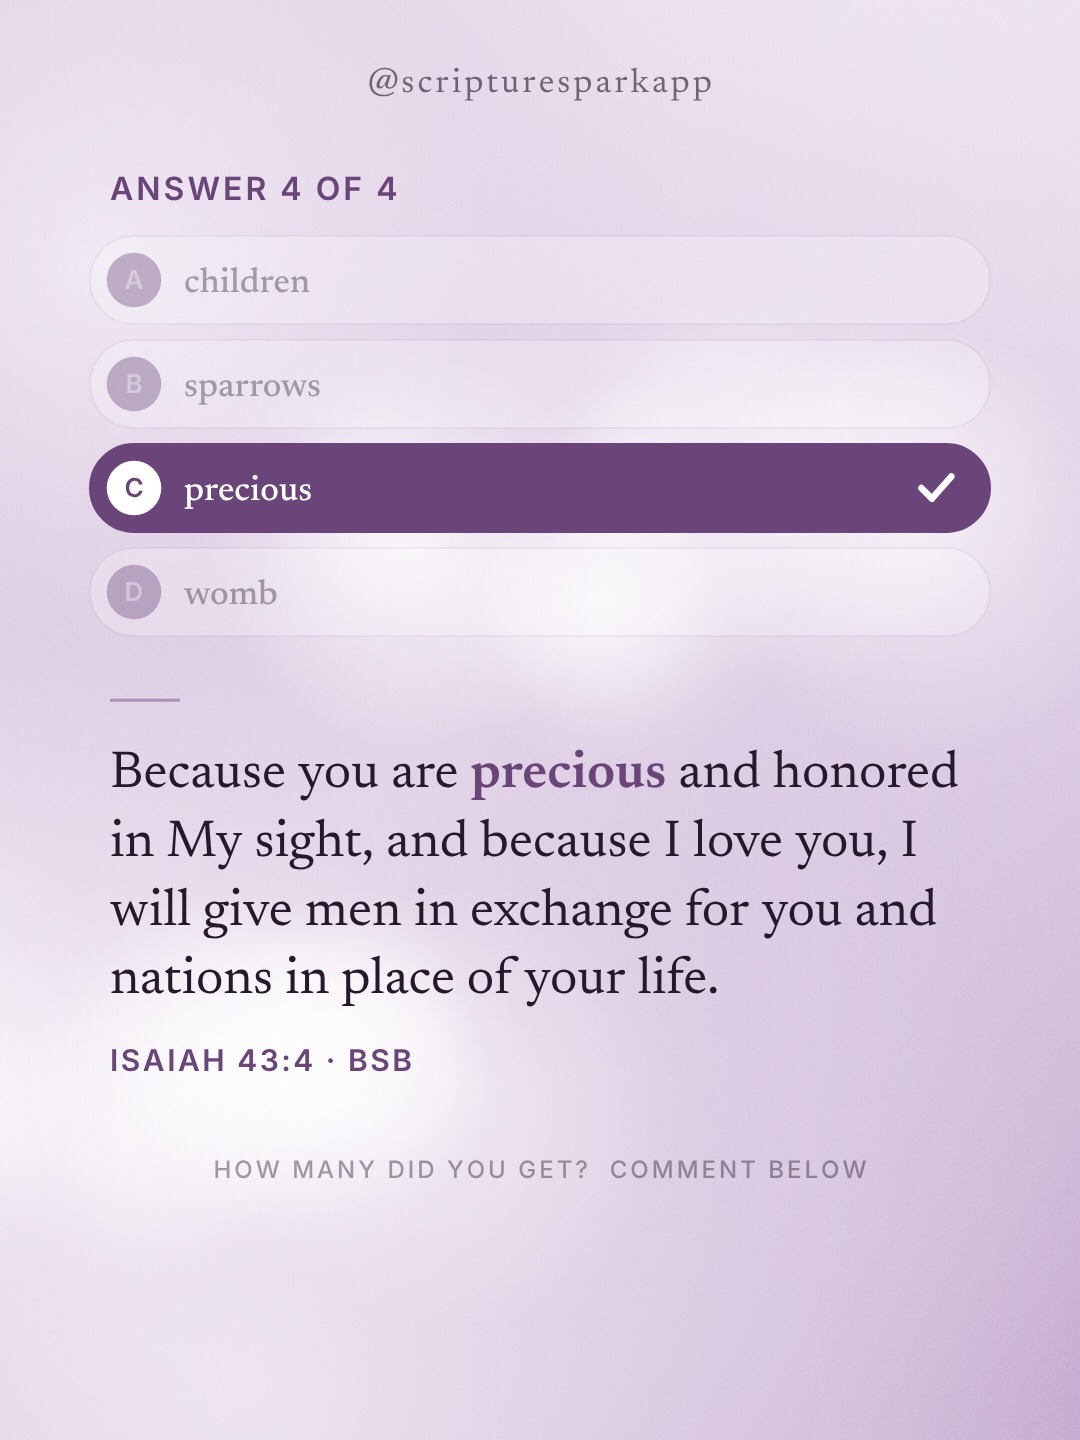 @scripturesparkapp
ANSWER 4 OF 4
A children
B sparrows
C precious
D womb
Because you are precious and honored
in My sight, and because I love you, I
will give men in exchange for you and
nations in place of your life.
ISAIAH 43:4 · BSB
HOW MANY DID YOU GET? COMMENT BELOW